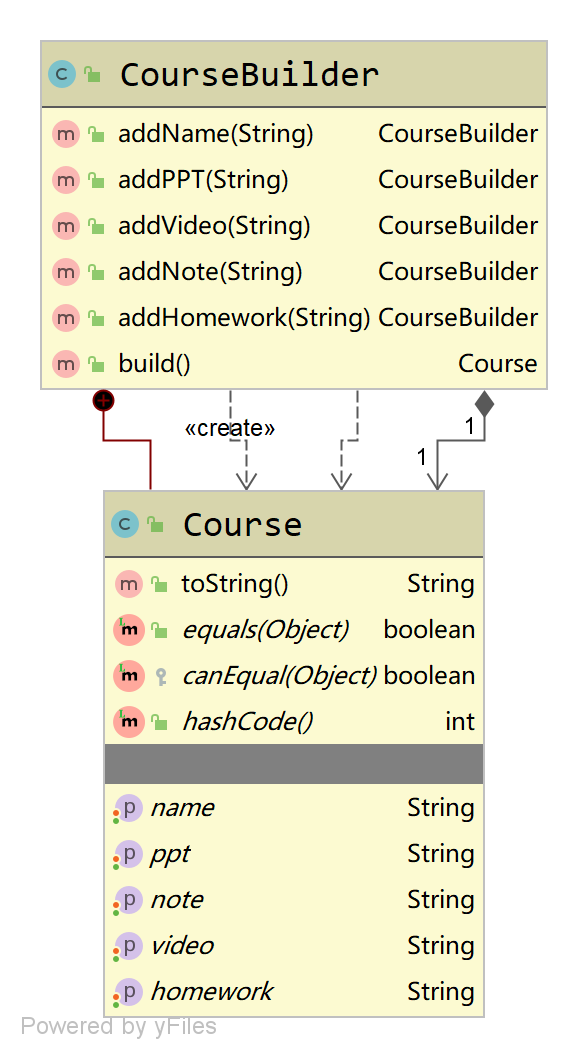 CourseBuilder
addName(String) CourseBuilder
addPPT(String) CourseBuilder
addVideo(String) CourseBuilder
addNote(String) CourseBuilder
addHomework(String) CourseBuilder
build() Course
«create»
1
1
Course
toString() String
equals(Object) boolean
canEqual(Object) boolean
hashCode() int
name String
ppt String
note String
video String
homework String
Powered by yFiles